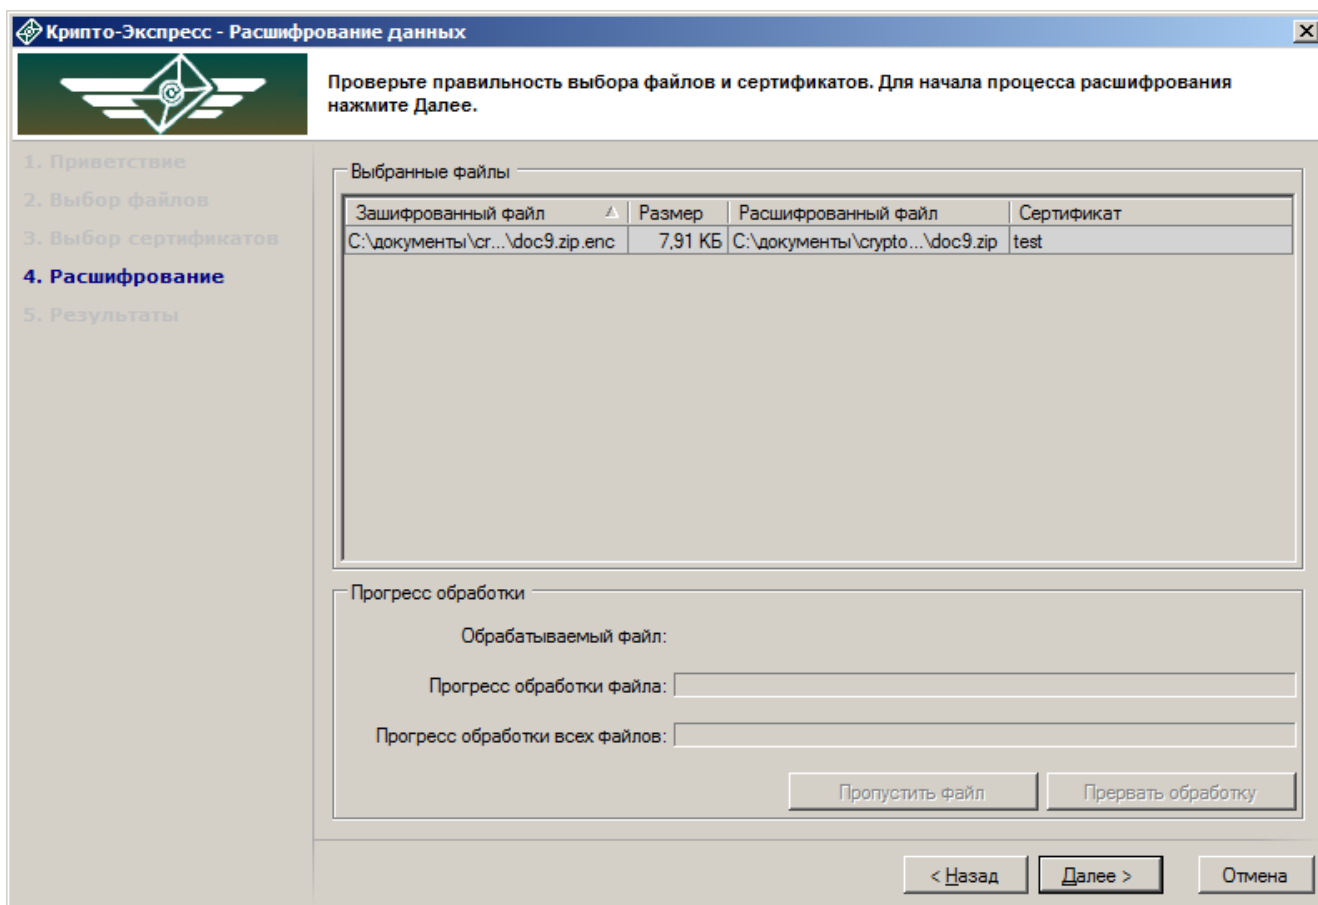 Крипто-Экспресс - Расшифрование данных
Проверьте правильность выбора файлов и сертификатов. Для начала процесса расшифрования
нажмите Далее.
1. Приветствие
2. Выбор файлов
3. Выбор сертификатов
4. Расшифрование
5. Результаты
Выбранные файлы
Зашифрованный файл Размер Расшифрованный файл Сертификат
C:\документы\cr...\doc9.zip.enc 7,91 КБ C:\документы\crypto...\doc9.zip test
Прогресс обработки
Обрабатываемый файл:
Прогресс обработки файла:
Прогресс обработки всех файлов:
Пропустить файл Прервать обработку
< Назад Далее > Отмена